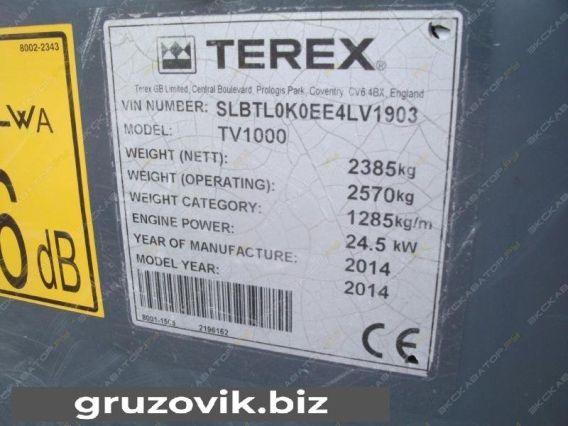 8002-2343
LWA
dB
TEREX®
Terex GB Limited, Central Boulevard, Prologis Park, Coventry, CV6 4BX, England
VIN NUMBER: SLBTL0K0EE4LV1903
MODEL: TV1000
WEIGHT (NETT): 2385kg
WEIGHT (OPERATING): 2570kg
WEIGHT CATEGORY: 1285kg/m
ENGINE POWER: 24.5 kW
YEAR OF MANUFACTURE: 2014
MODEL YEAR: 2014
2196162
CE
gruzovik.biz
ЭКСКАВАТОР.РУ